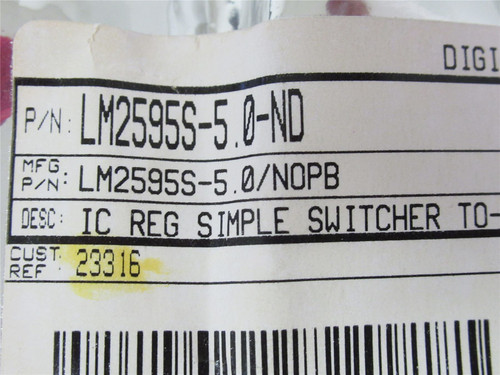 DIGI
P/N: LM2595S-5.0-ND
MFG P/N: LM2595S-5.0/NOPB
DESC: IC REG SIMPLE SWITCHER TO-
CUST REF: 23316